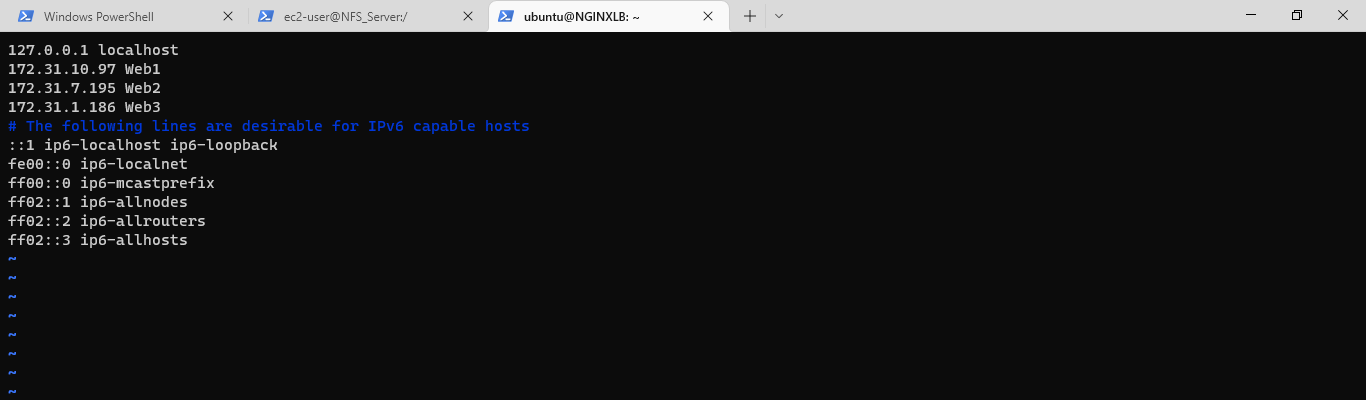 Windows PowerShell
ec2-user@NFS_Server:/
ubuntu@NGINXLB: ~
127.0.0.1 localhost
172.31.10.97 Web1
172.31.7.195 Web2
172.31.1.186 Web3
# The following lines are desirable for IPv6 capable hosts
::1 ip6-localhost ip6-loopback
fe00::0 ip6-localnet
ff00::0 ip6-mcastprefix
ff02::1 ip6-allnodes
ff02::2 ip6-allrouters
ff02::3 ip6-allhosts
~
~
~
~
~
~
~
~